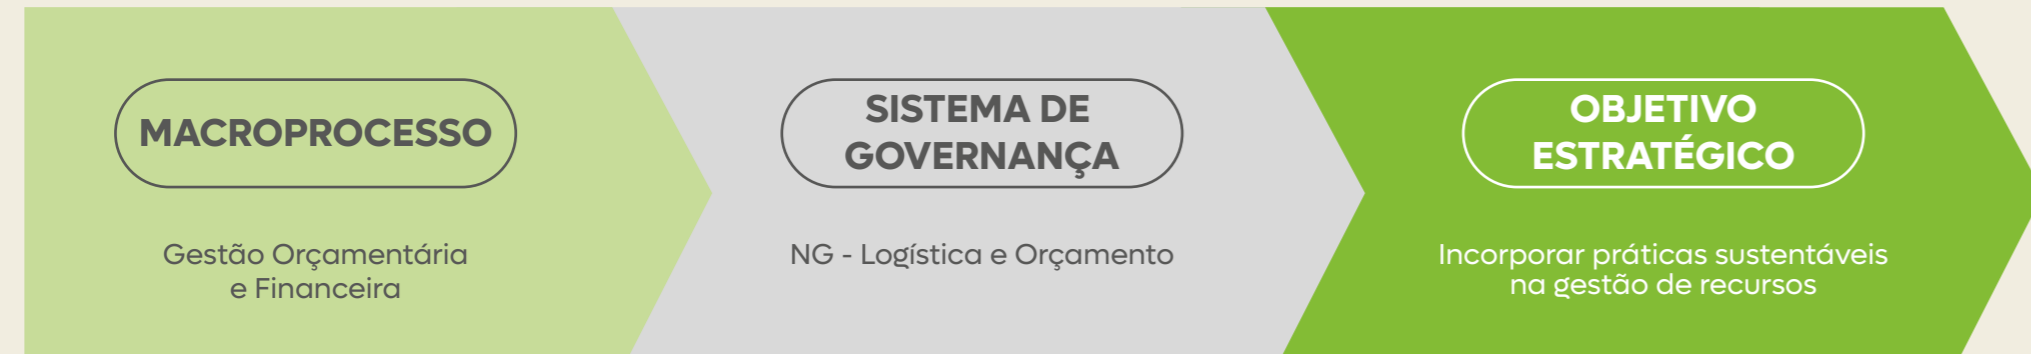 MACROPROCESSO
Gestão Orçamentária
e Financeira
SISTEMA DE
GOVERNANÇA
NG - Logística e Orçamento
OBJETIVO
ESTRATÉGICO
Incorporar práticas sustentáveis
na gestão de recursos